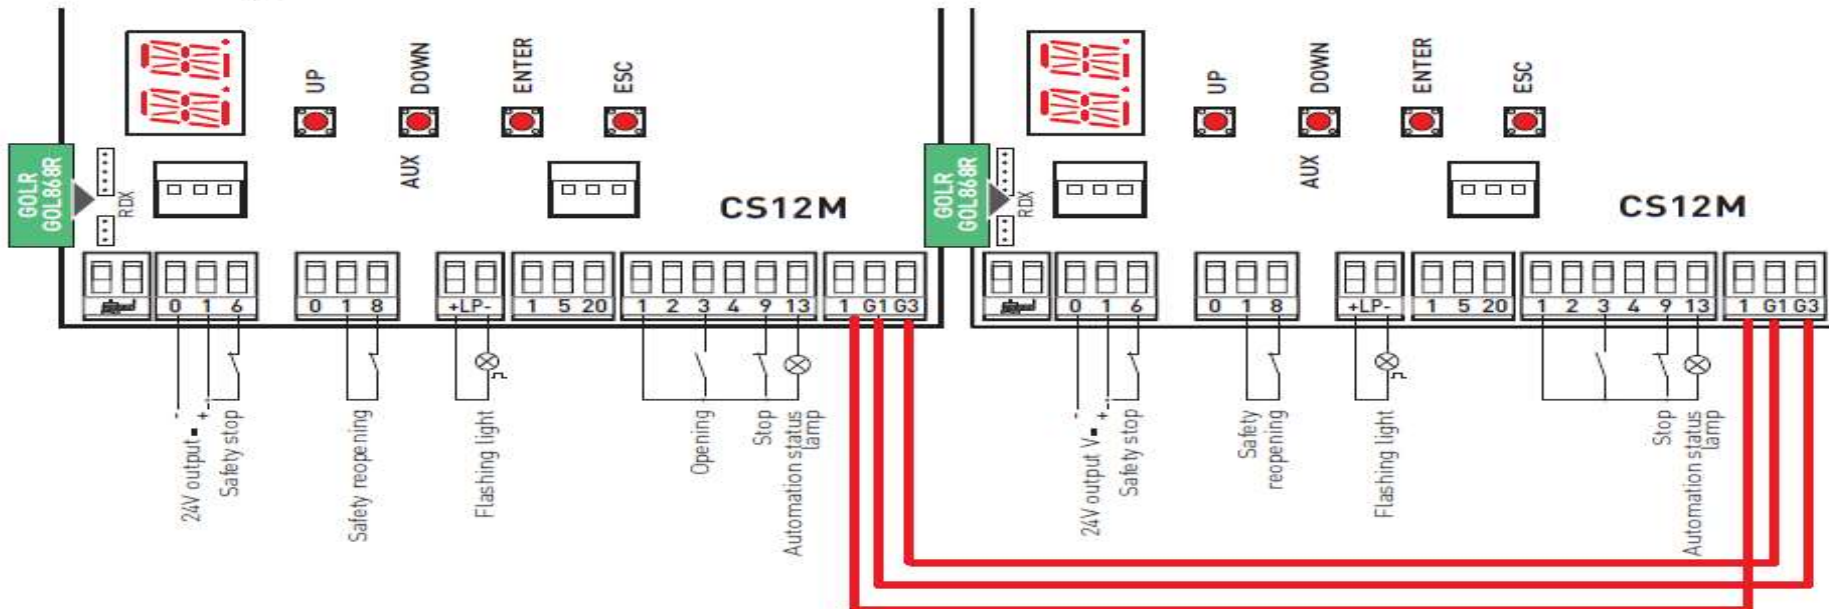 UP
DOWN
ENTER
ESC
GOLR
GOL868R
RDX
AUX
CS12M
0 1 6
0 1 8
+LP-
1 5 20
1 2 3 4 9 13
1 G1 G3
-
24V output +
Safety stop
Safety reopening
Flashing light
Opening
Stop
Automation status
lamp
UP
DOWN
ENTER
ESC
GOLR
GOL868R
RDX
AUX
CS12M
0 1 6
0 1 8
+LP-
1 5 20
1 2 3 4 9 13
1 G1 G3
-
24V output V +
Safety stop
Safety
reopening
Flashing light
Stop
Automation status
lamp